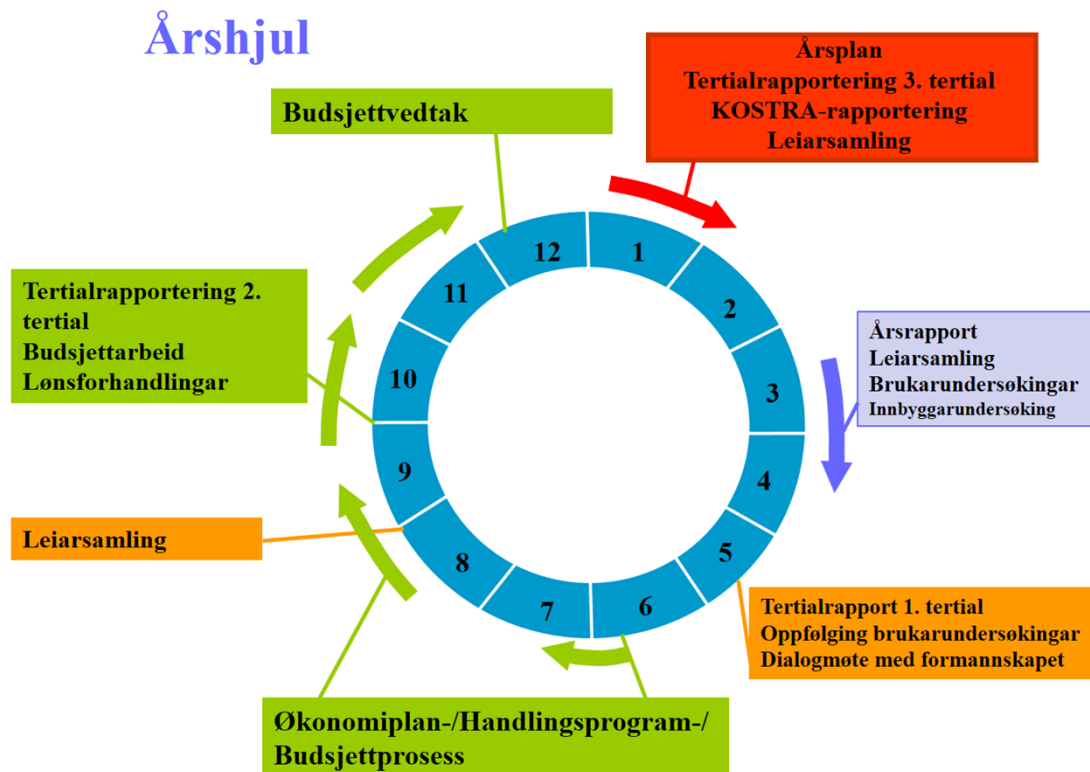 Årshjul
Årsplan
Tertialrapportering 3. tertial
KOSTRA-rapportering
Leiarsamling
Budsjettvedtak
12
1
11
2
Tertialrapportering 2.
tertial
Budsjettarbeid
Lønsforhandlingar
10
3
Årsrapport
Leiarsamling
Brukarundersøkingar
Innbyggarundersøking
9
4
Leiarsamling
8
5
7
6
Tertialrapport 1. tertial
Oppfølging brukarundersøkingar
Dialogmøte med formannskapet
Økonomiplan-/Handlingsprogram-/
Budsjettprosess